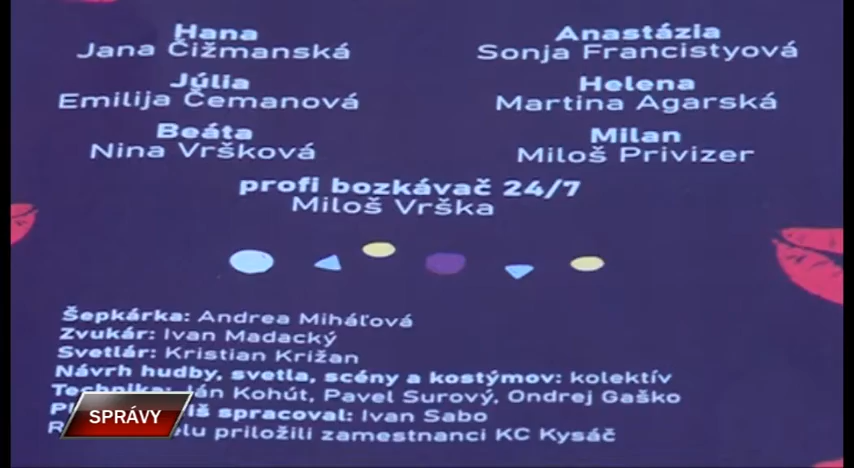 Hana
Jana Čižmanská
Anastázia
Sonja Francistyová
Júlia
Emilija Čemanová
Helena
Martina Agarská
Beáta
Nina Vršková
Milan
Miloš Privizer
profi bozkávač 24/7
Miloš Vrška
Šepkárka: Andrea Miháľová
Zvukár: Ivan Madacký
Svetlár: Kristian Križan
Návrh hudby, svetla, scény a kostýmov: kolektív
Technika: Ján Kohút, Pavel Surový, Ondrej Gaško
spracoval: Ivan Sabo
priložili zamestnanci KC Kysáč
SPRÁVY